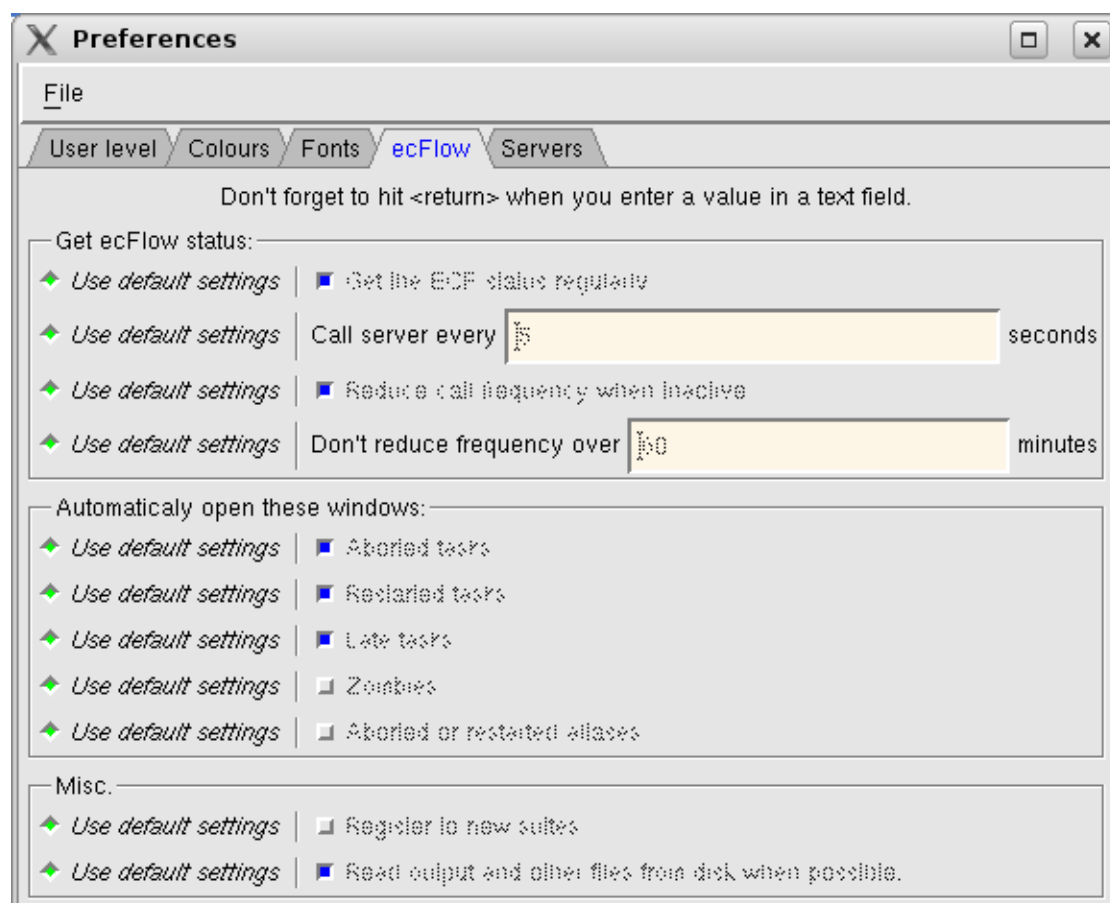 Preferences
File
User level Colours Fonts ecFlow Servers
Don't forget to hit <return> when you enter a value in a text field.
Get ecFlow status:
Use default settings Get the ECF status regularly
Use default settings Call server every 5 seconds
Use default settings Reduce call frequency when inactive
Use default settings Don't reduce frequency over 60 minutes
Automaticaly open these windows:
Use default settings Aborted tasks
Use default settings Restarted tasks
Use default settings Late tasks
Use default settings Zombies
Use default settings Aborted or restarted aliases
Misc.
Use default settings Register to new suites
Use default settings Read output and other files from disk when possible.